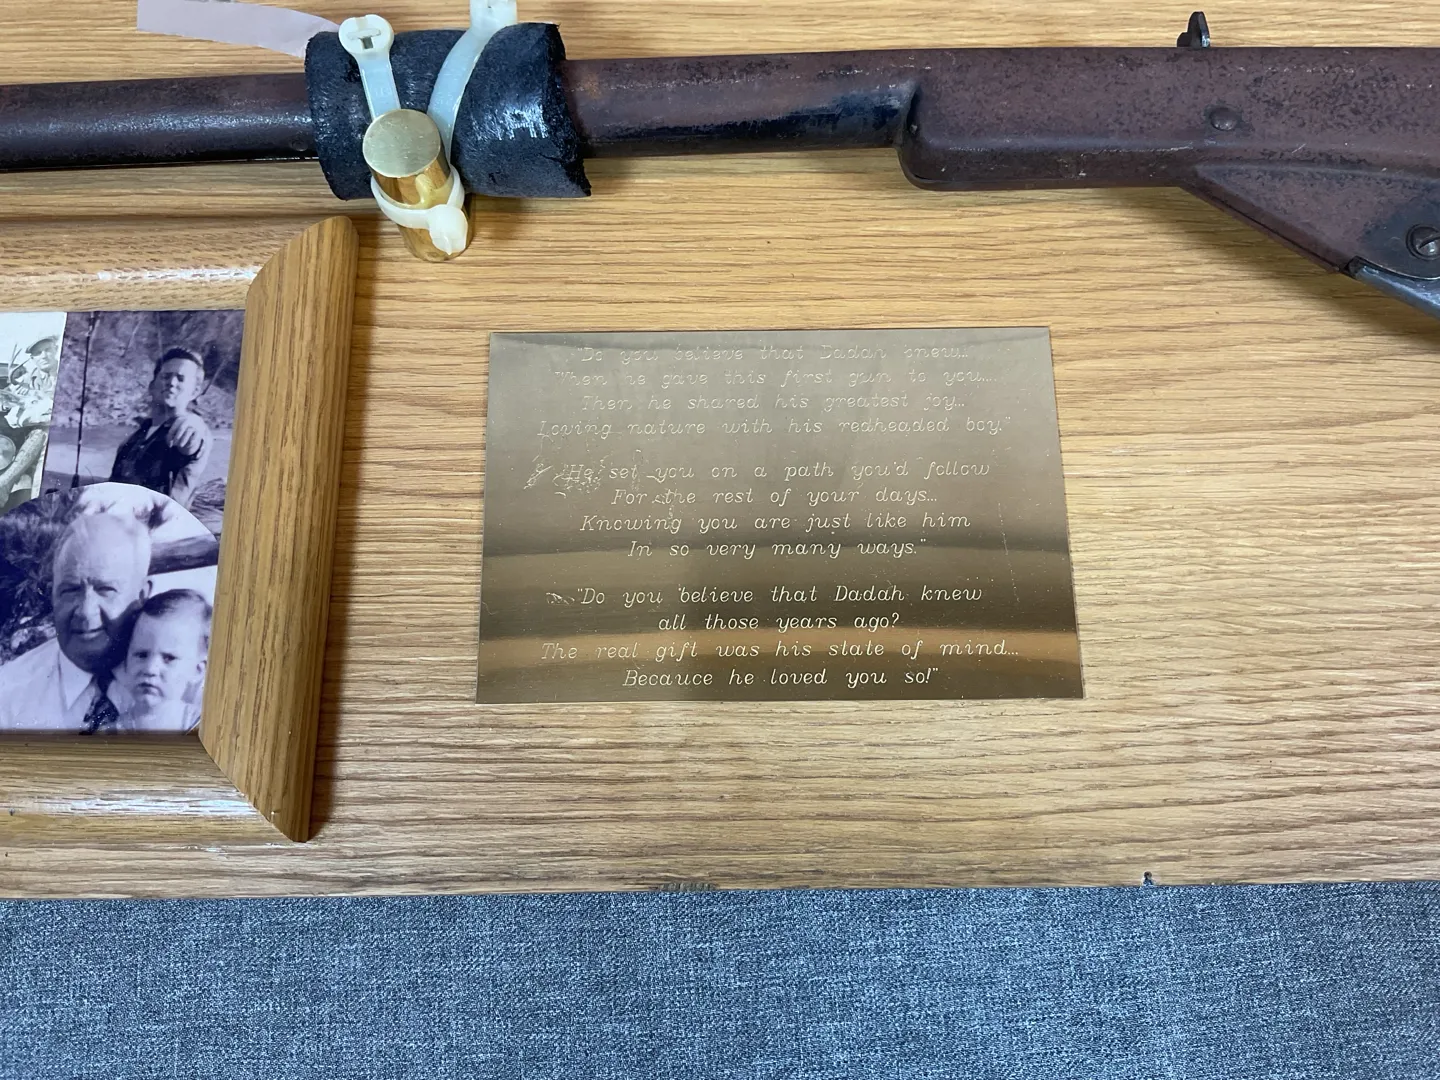 "Do you believe that Dadah knew...
When he gave this first gun to you....
Then he shared his greatest joy...
Loving nature with his redheaded boy."
"He set you on a path you'd follow
For the rest of your days...
Knowing you are just like him
In so very many ways."
"Do you believe that Dadah knew
all those years ago?
The real gift was his state of mind...
Becauce he loved you so!"